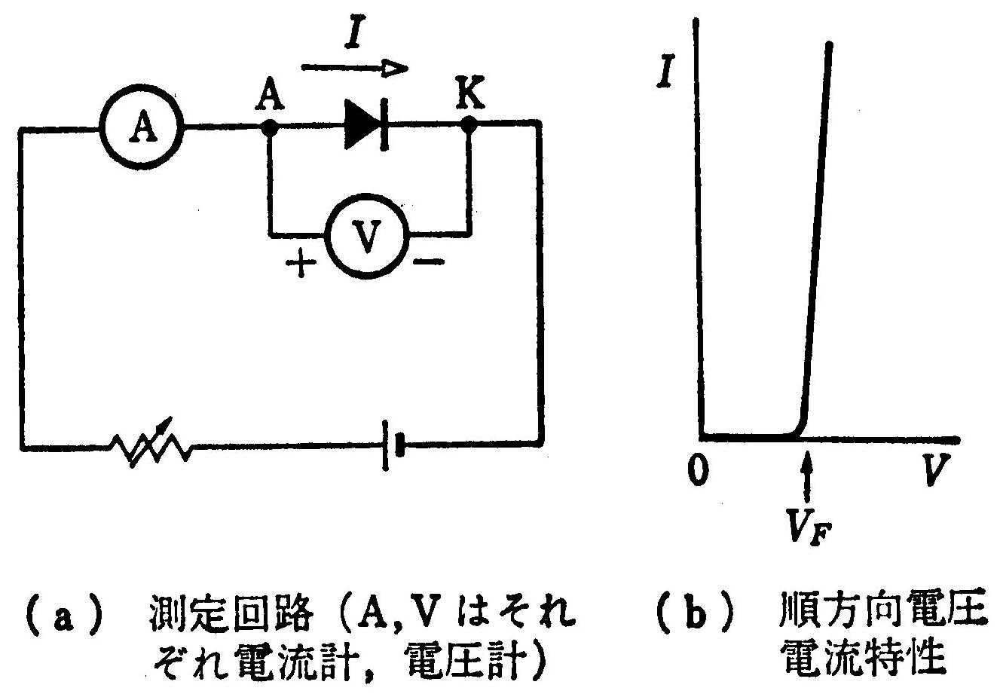 I
A
A
K
V
+ −
I
O
V
V_F
(a) 測定回路 (A,V はそれ
ぞれ電流計, 電圧計)
(b) 順方向電圧
電流特性